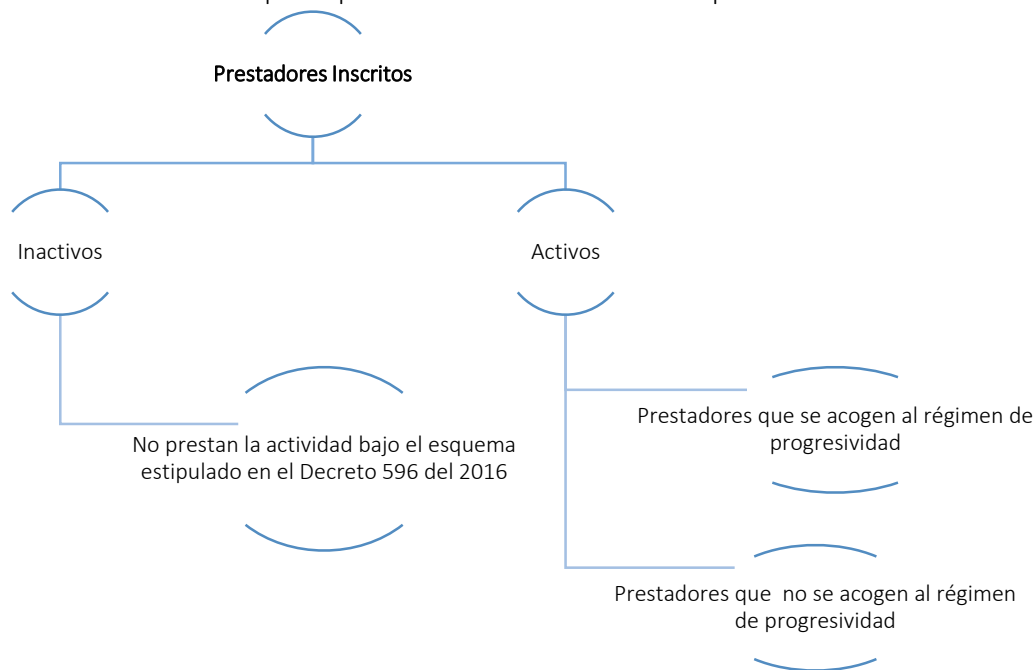 Prestadores Inscritos
Inactivos
Activos
No prestan la actividad bajo el esquema
estipulado en el Decreto 596 del 2016
Prestadores que se acogen al régimen de
progresividad
Prestadores que no se acogen al régimen
de progresividad